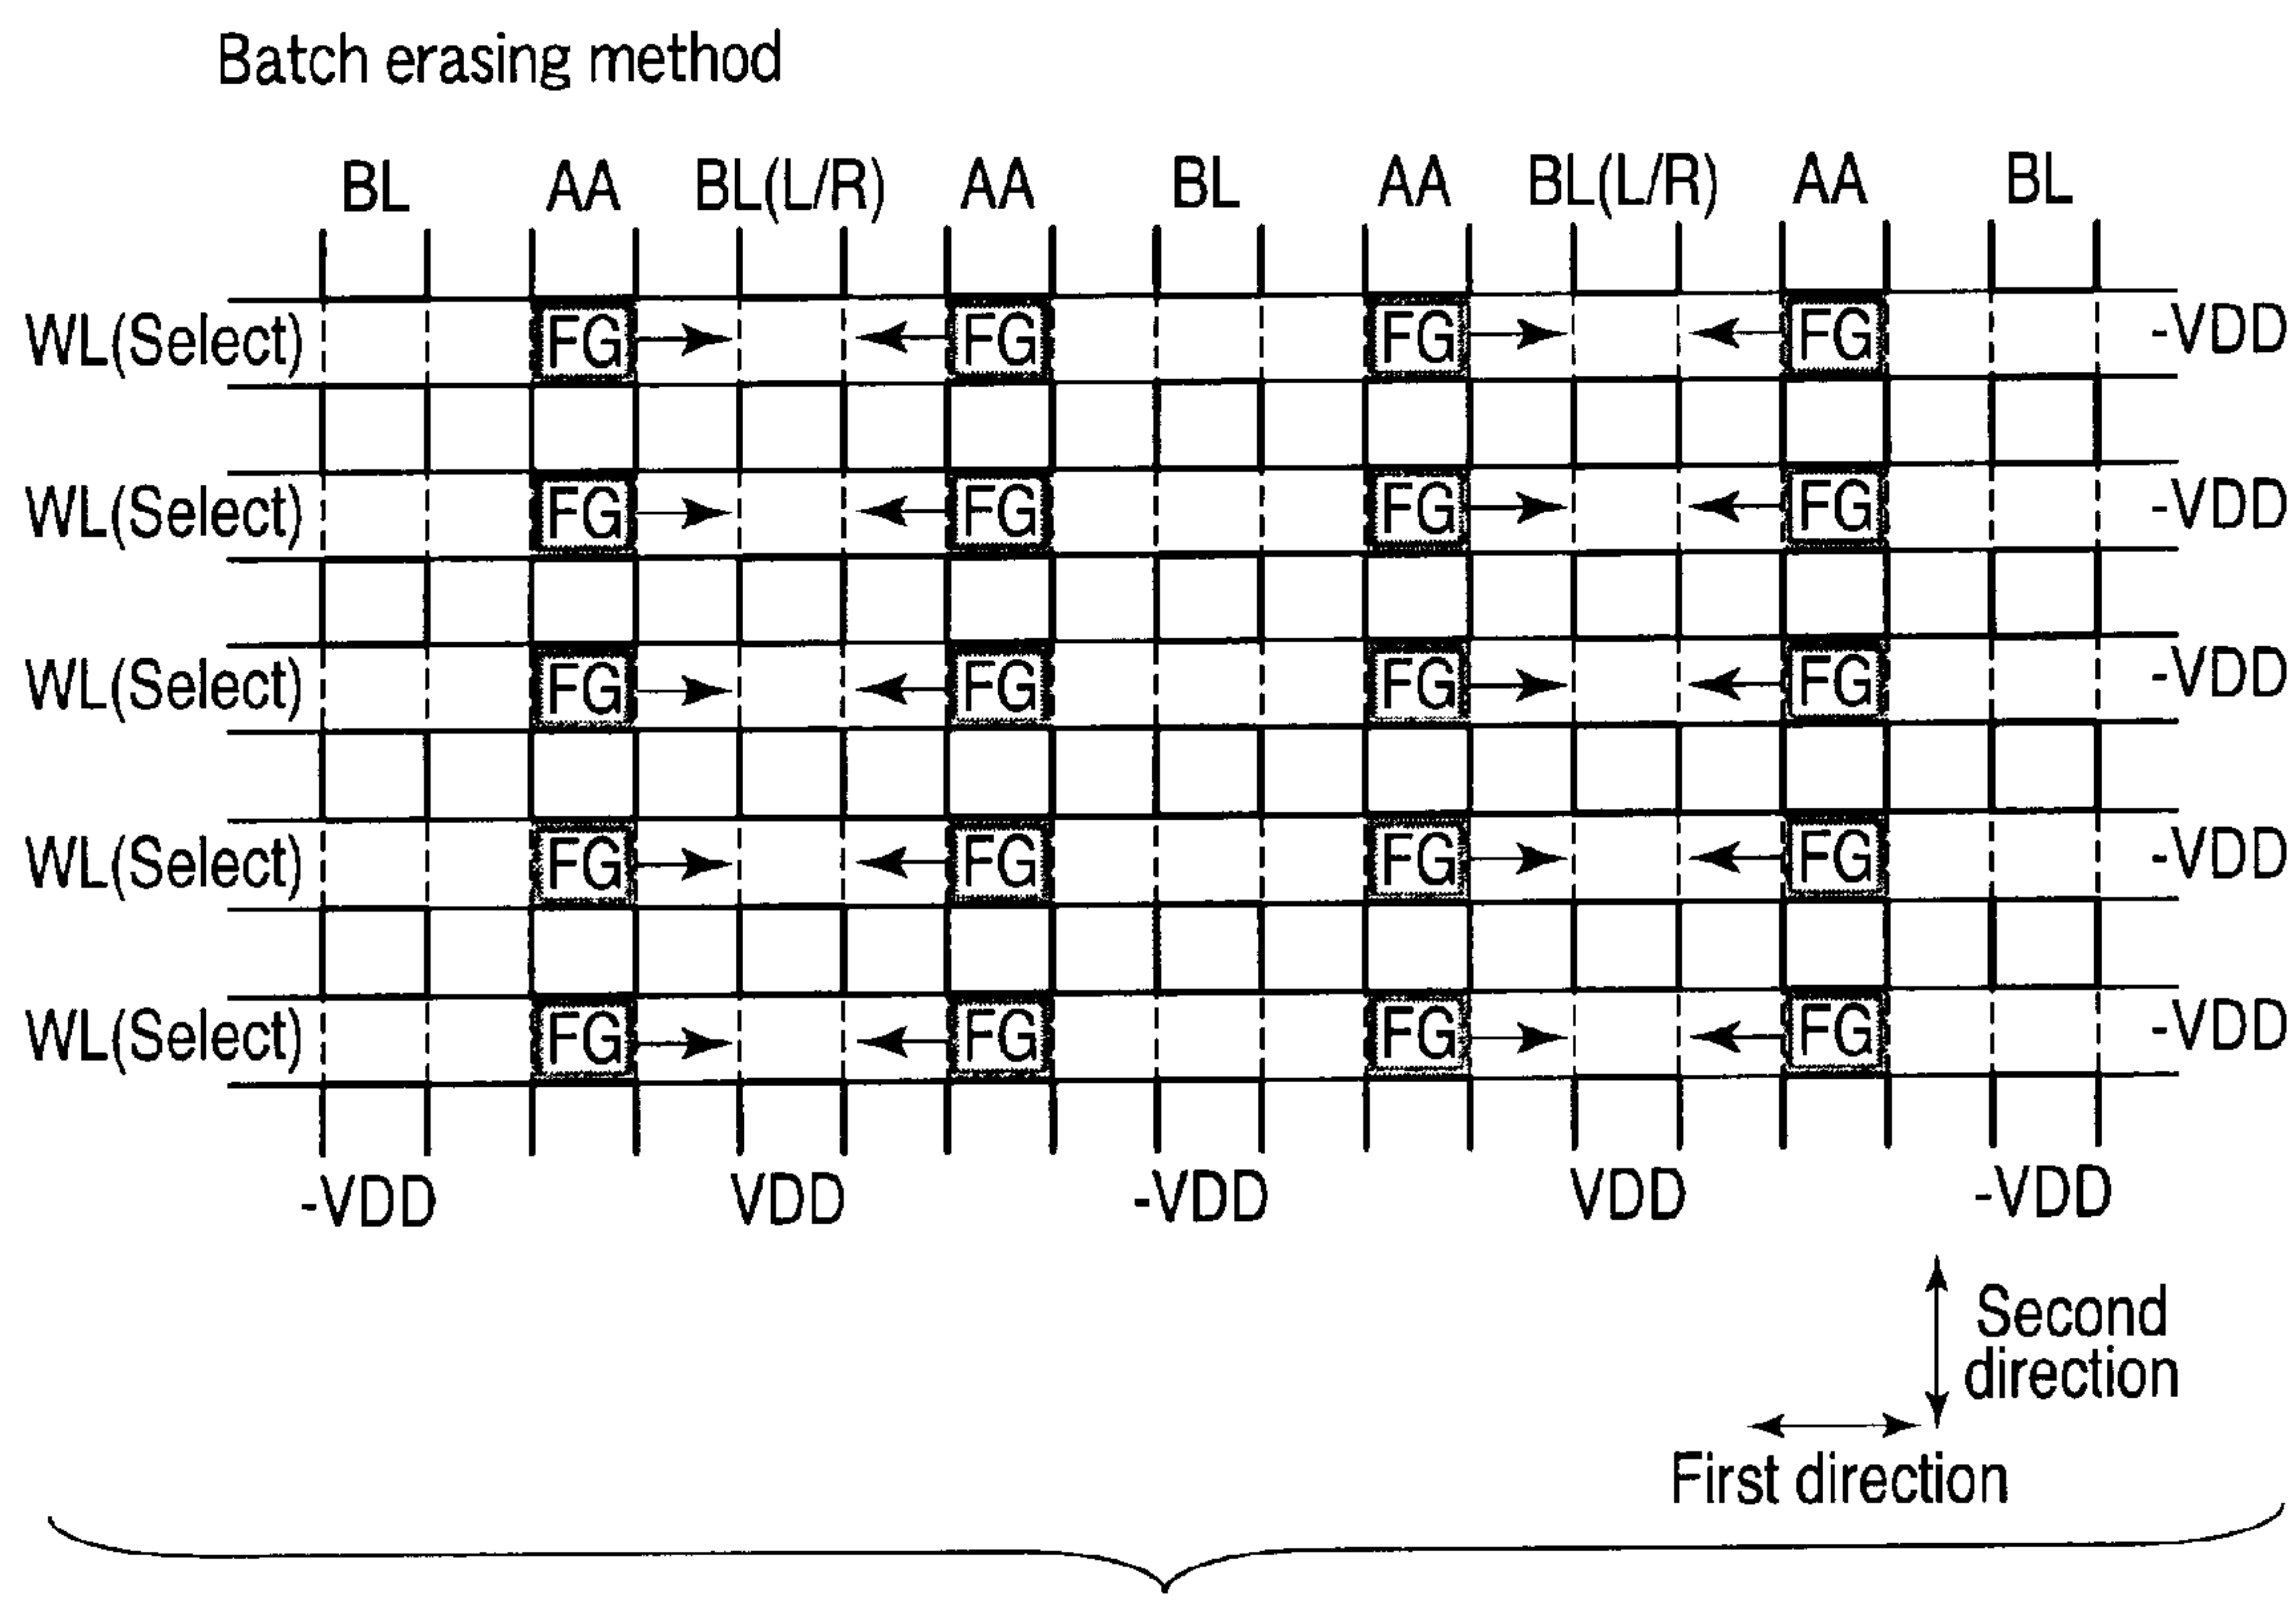 Batch erasing method
BL AA BL(L/R) AA BL AA BL(L/R) AA BL
WL(Select) FG FG FG FG -VDD
WL(Select) FG FG FG FG -VDD
WL(Select) FG FG FG FG -VDD
WL(Select) FG FG FG FG -VDD
WL(Select) FG FG FG FG -VDD
-VDD VDD -VDD VDD -VDD
Second
direction
First direction